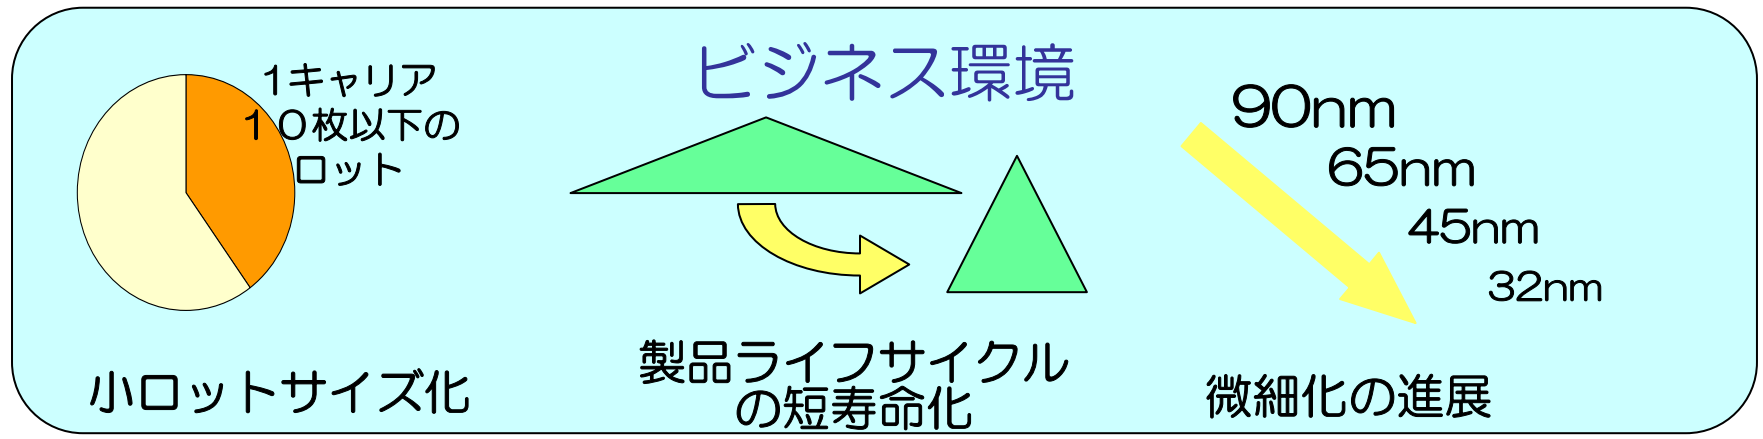 ビジネス環境
1キャリア
１０枚以下の
ロット
小ロットサイズ化
製品ライフサイクル
の短寿命化
90nm
65nm
45nm
32nm
微細化の進展